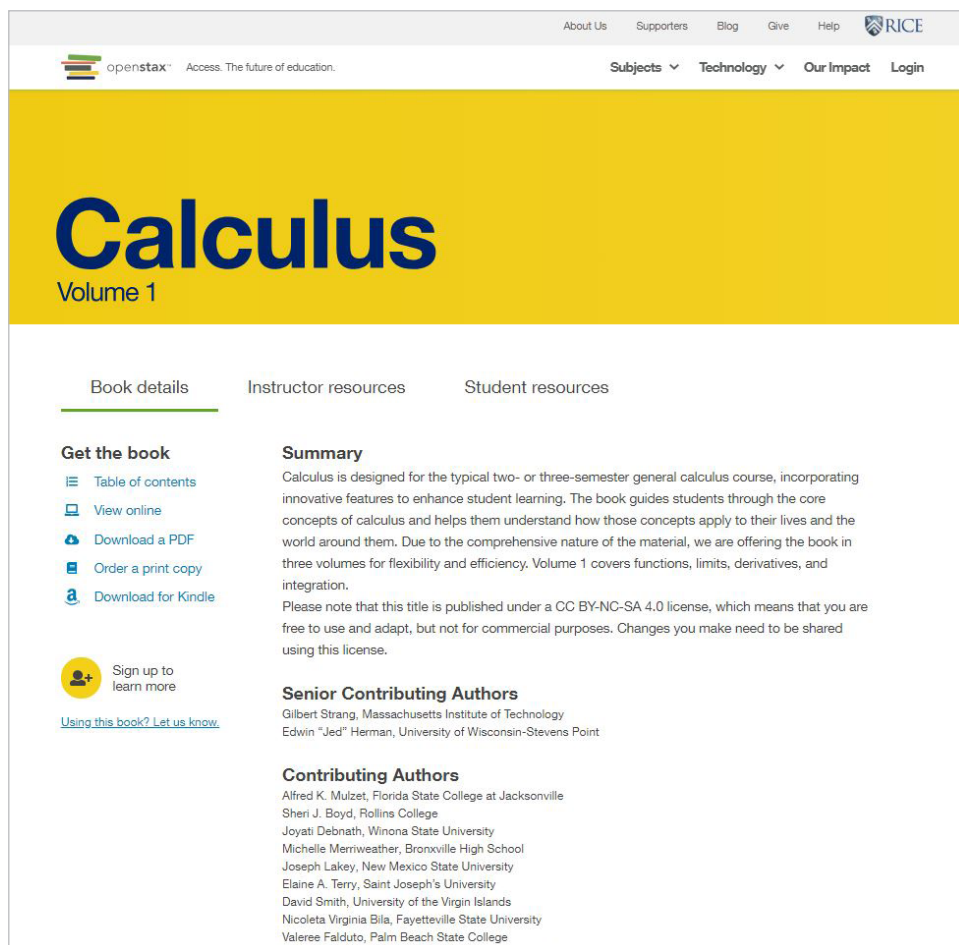 About Us Supporters Blog Give Help RICE
openstax™ Access. The future of education. Subjects Technology Our Impact Login
Calculus
Volume 1
Book details Instructor resources Student resources
Get the book
Table of contents
View online
Download a PDF
Order a print copy
Download for Kindle
Sign up to
learn more
Using this book? Let us know.
Summary
Calculus is designed for the typical two- or three-semester general calculus course, incorporating
innovative features to enhance student learning. The book guides students through the core
concepts of calculus and helps them understand how those concepts apply to their lives and the
world around them. Due to the comprehensive nature of the material, we are offering the book in
three volumes for flexibility and efficiency. Volume 1 covers functions, limits, derivatives, and
integration.
Please note that this title is published under a CC BY-NC-SA 4.0 license, which means that you are
free to use and adapt, but not for commercial purposes. Changes you make need to be shared
using this license.
Senior Contributing Authors
Gilbert Strang, Massachusetts Institute of Technology
Edwin “Jed” Herman, University of Wisconsin-Stevens Point
Contributing Authors
Alfred K. Mulzet, Florida State College at Jacksonville
Sheri J. Boyd, Rollins College
Joyati Debnath, Winona State University
Michelle Merriweather, Bronxville High School
Joseph Lakey, New Mexico State University
Elaine A. Terry, Saint Joseph’s University
David Smith, University of the Virgin Islands
Nicoleta Virginia Bila, Fayetteville State University
Valeree Falduto, Palm Beach State College